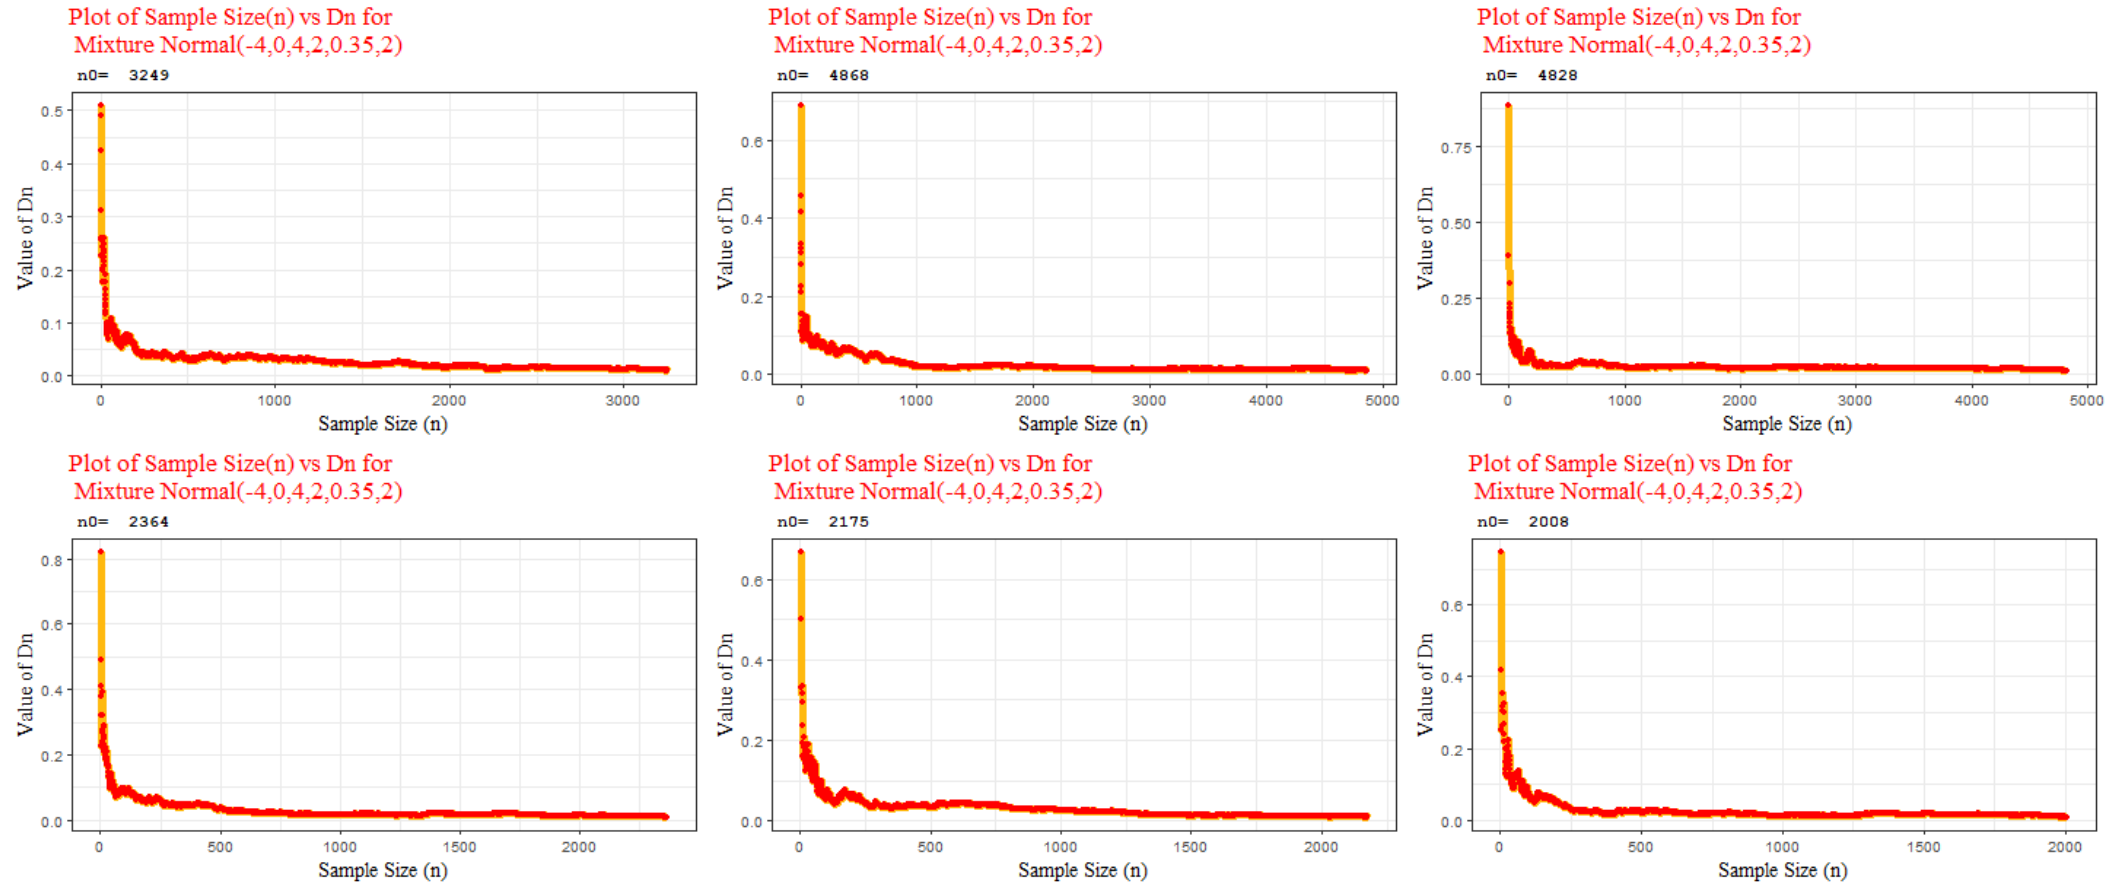 Plot of Sample Size(n) vs Dn for
Mixture Normal(-4,0,4,2,0.35,2)
n0= 3249
Value of Dn
0.5
0.4
0.3
0.2
0.1
0.0
0 1000 2000 3000
Sample Size (n)
Plot of Sample Size(n) vs Dn for
Mixture Normal(-4,0,4,2,0.35,2)
n0= 4868
Value of Dn
0.6
0.4
0.2
0.0
0 1000 2000 3000 4000 5000
Sample Size (n)
Plot of Sample Size(n) vs Dn for
Mixture Normal(-4,0,4,2,0.35,2)
n0= 4828
Value of Dn
0.75
0.50
0.25
0.00
0 1000 2000 3000 4000 5000
Sample Size (n)
Plot of Sample Size(n) vs Dn for
Mixture Normal(-4,0,4,2,0.35,2)
n0= 2364
Value of Dn
0.8
0.6
0.4
0.2
0.0
0 500 1000 1500 2000
Sample Size (n)
Plot of Sample Size(n) vs Dn for
Mixture Normal(-4,0,4,2,0.35,2)
n0= 2175
Value of Dn
0.6
0.4
0.2
0.0
0 500 1000 1500 2000
Sample Size (n)
Plot of Sample Size(n) vs Dn for
Mixture Normal(-4,0,4,2,0.35,2)
n0= 2008
Value of Dn
0.6
0.4
0.2
0.0
0 500 1000 1500 2000
Sample Size (n)